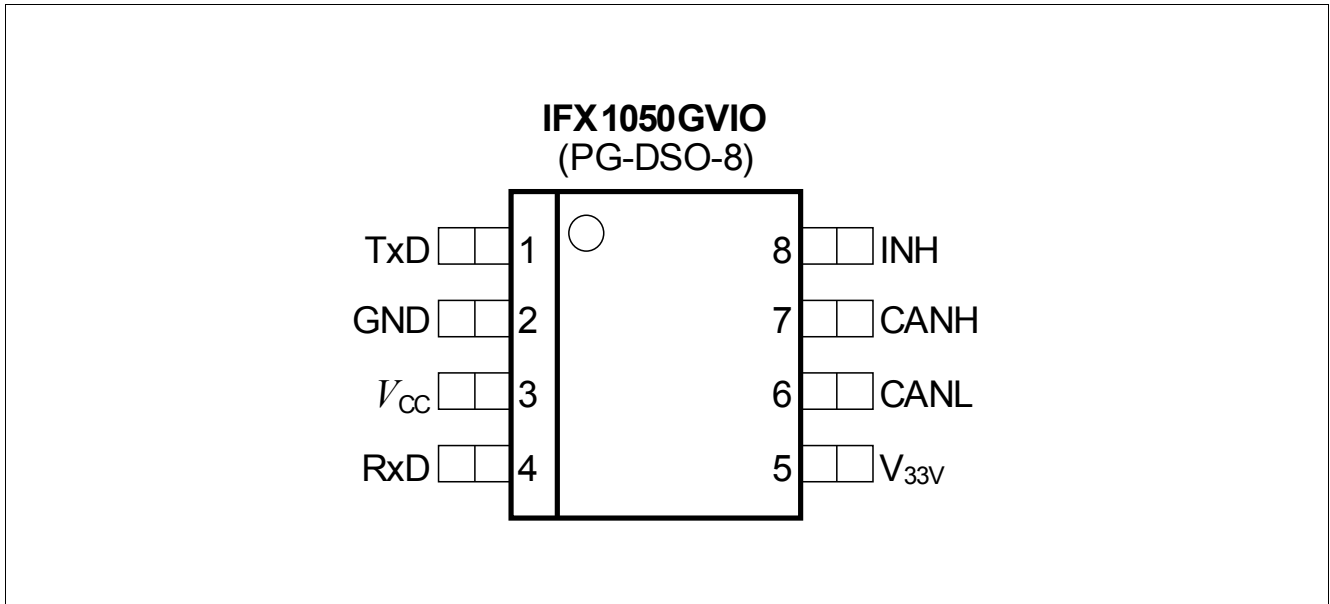 IFX1050GVIO
(PG-DSO-8)
TxD 1 8 INH
GND 2 7 CANH
VCC 3 6 CANL
RxD 4 5 V33V